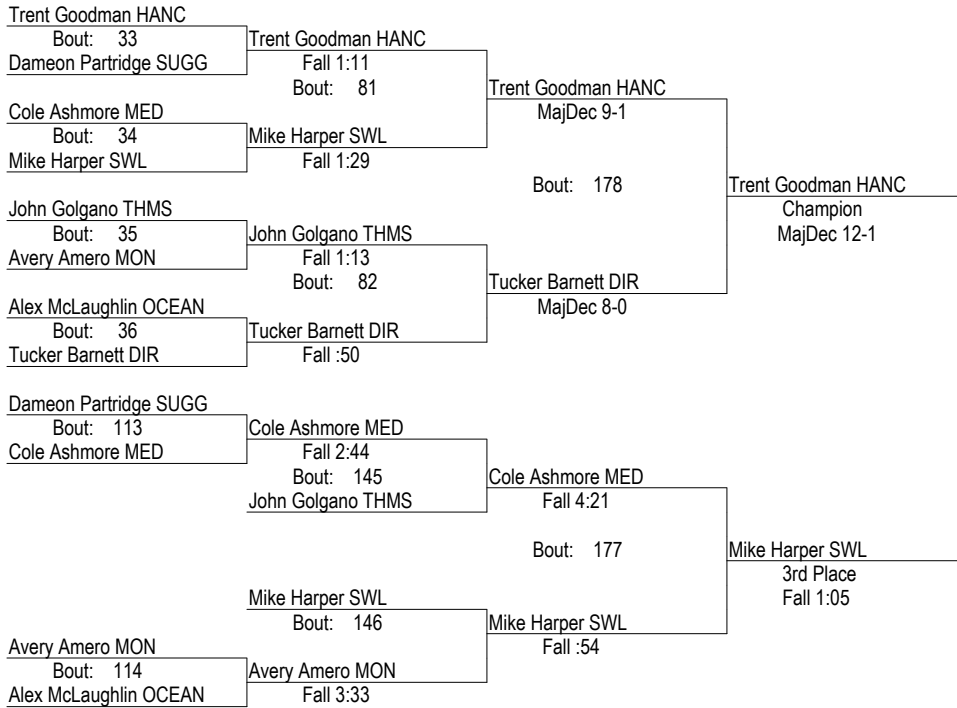 Trent Goodman HANC
Bout: 33
Trent Goodman HANC
Dameon Partridge SUGG
Fall 1:11
Bout: 81
Trent Goodman HANC
Cole Ashmore MED
MajDec 9-1
Bout: 34
Mike Harper SWL
Mike Harper SWL
Fall 1:29
Bout: 178
Trent Goodman HANC
John Golgano THMS
Champion
Bout: 35
John Golgano THMS
MajDec 12-1
Avery Amero MON
Fall 1:13
Bout: 82
Tucker Barnett DIR
Alex McLaughlin OCEAN
MajDec 8-0
Bout: 36
Tucker Barnett DIR
Tucker Barnett DIR
Fall :50
Dameon Partridge SUGG
Bout: 113
Cole Ashmore MED
Cole Ashmore MED
Fall 2:44
Bout: 145
Cole Ashmore MED
John Golgano THMS
Fall 4:21
Bout: 177
Mike Harper SWL
3rd Place
Mike Harper SWL
Fall 1:05
Bout: 146
Mike Harper SWL
Avery Amero MON
Fall :54
Bout: 114
Avery Amero MON
Alex McLaughlin OCEAN
Fall 3:33